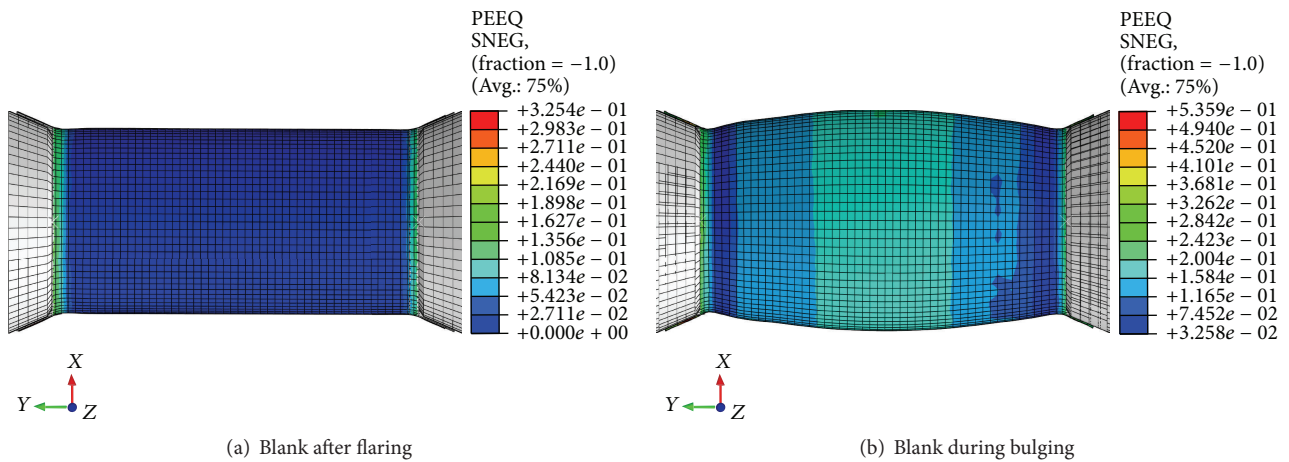 PEEQ
SNEG,
(fraction = −1.0)
(Avg.: 75%)
+3.254e − 01
+2.983e − 01
+2.711e − 01
+2.440e − 01
+2.169e − 01
+1.898e − 01
+1.627e − 01
+1.356e − 01
+1.085e − 01
+8.134e − 02
+5.423e − 02
+2.711e − 02
+0.000e + 00
X
Y
Z
(a) Blank after flaring
PEEQ
SNEG,
(fraction = −1.0)
(Avg.: 75%)
+5.359e − 01
+4.940e − 01
+4.520e − 01
+4.101e − 01
+3.681e − 01
+3.262e − 01
+2.842e − 01
+2.423e − 01
+2.004e − 01
+1.584e − 01
+1.165e − 01
+7.452e − 02
+3.258e − 02
X
Y
Z
(b) Blank during bulging